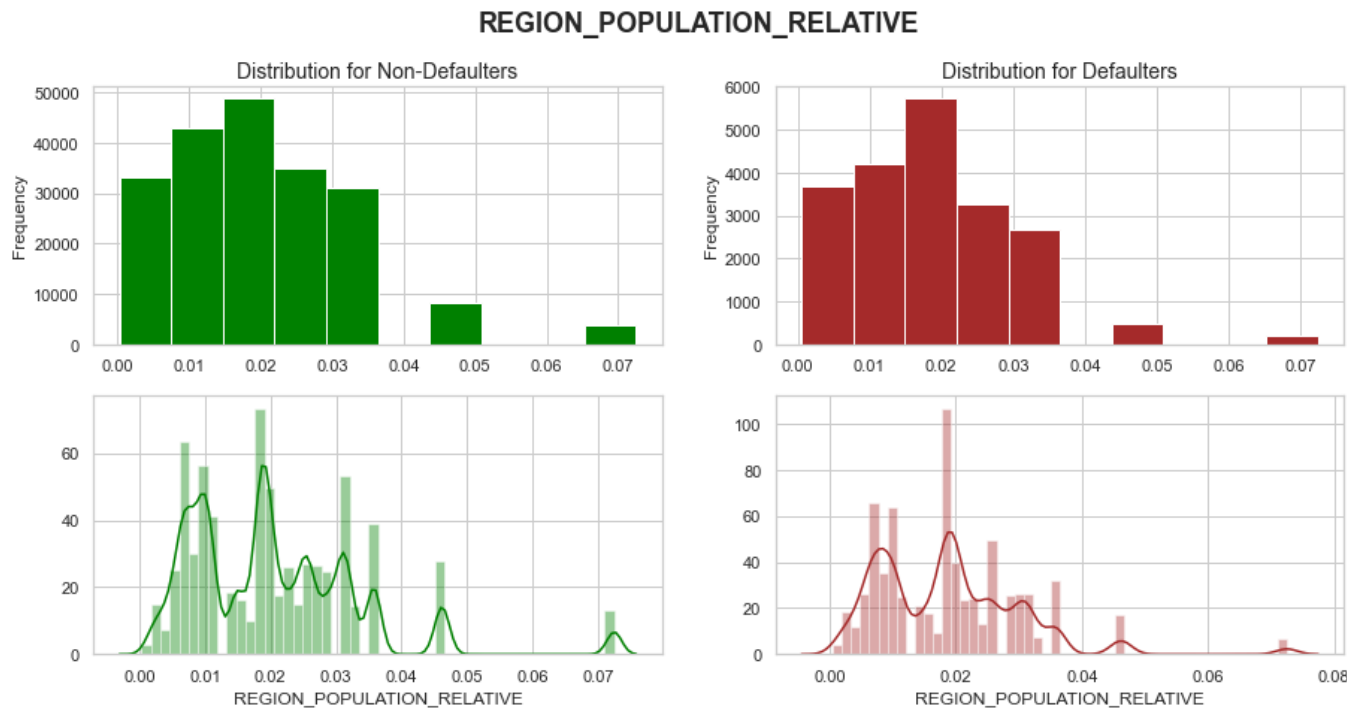 REGION_POPULATION_RELATIVE
Distribution for Non-Defaulters
Distribution for Defaulters
Frequency
50000
40000
30000
20000
10000
0
0.00 0.01 0.02 0.03 0.04 0.05 0.06 0.07
Frequency
6000
5000
4000
3000
2000
1000
0
0.00 0.01 0.02 0.03 0.04 0.05 0.06 0.07
60
40
20
0
0.00 0.01 0.02 0.03 0.04 0.05 0.06 0.07
REGION_POPULATION_RELATIVE
100
80
60
40
20
0
0.00 0.02 0.04 0.06 0.08
REGION_POPULATION_RELATIVE